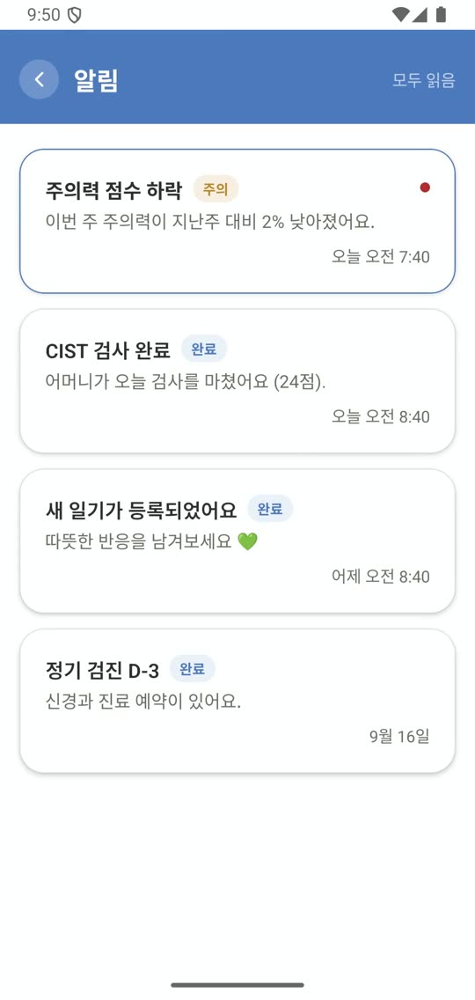 9:50
알림
모두 읽음
주의력 점수 하락 주의
이번 주 주의력이 지난주 대비 2% 낮아졌어요.
오늘 오전 7:40
CIST 검사 완료 완료
어머니가 오늘 검사를 마쳤어요 (24점).
오늘 오전 8:40
새 일기가 등록되었어요 완료
따뜻한 반응을 남겨보세요 💚
어제 오전 8:40
정기 검진 D-3 완료
신경과 진료 예약이 있어요.
9월 16일